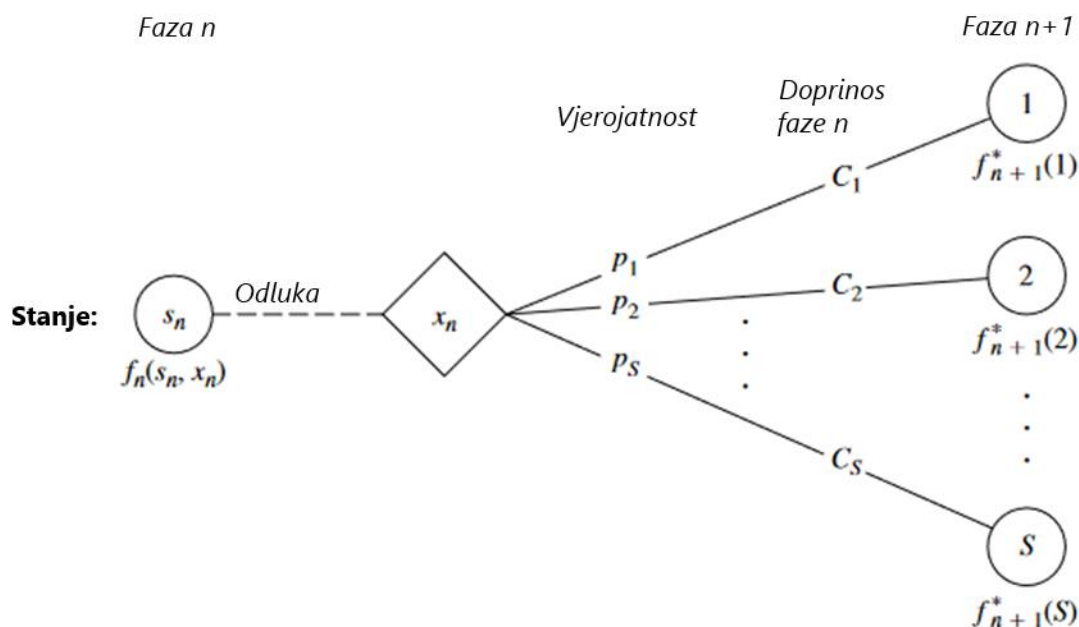 Faza n
Faza n+1
Vjerojatnost
Doprinos
faze n
1
C₁
f*ₙ₊₁(1)
p₁
Stanje:
sₙ
Odluka
xₙ
p₂
C₂
2
fₙ(sₙ, xₙ)
f*ₙ₊₁(2)
pS
CS
S
f*ₙ₊₁(S)